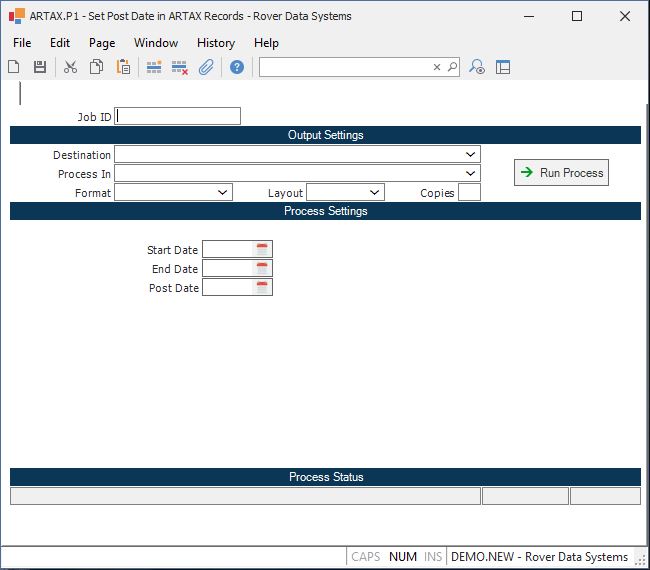 ARTAX.P1 - Set Post Date in ARTAX Records - Rover Data Systems
File Edit Page Window History Help
Job ID
Output Settings
Destination
Process In
Run Process
Format Layout Copies
Process Settings
Start Date
End Date
Post Date
Process Status
CAPS NUM INS DEMO.NEW - Rover Data Systems